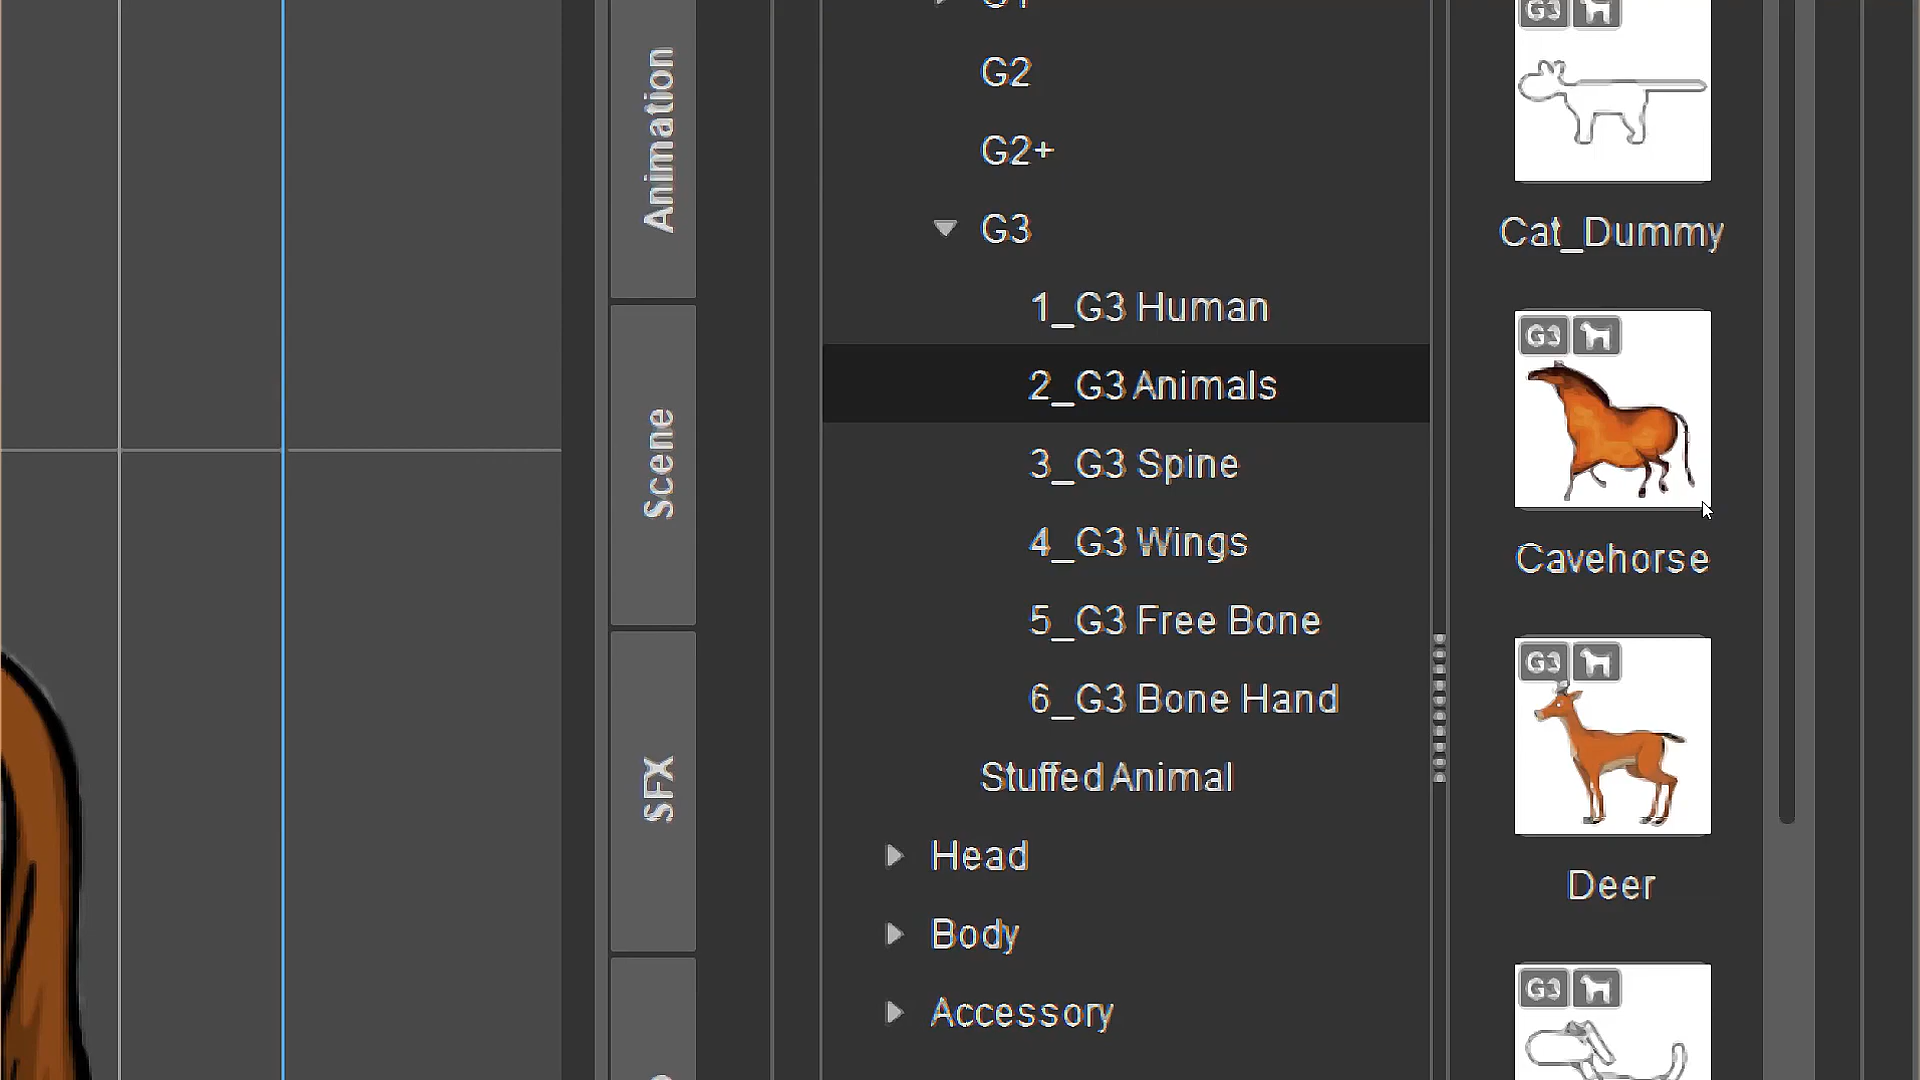 Animation
Scene
SFX
G2
G2+
G3
1_G3 Human
2_G3 Animals
3_G3 Spine
4_G3 Wings
5_G3 Free Bone
6_G3 Bone Hand
Stuffed Animal
Head
Body
Accessory
G3
Cat_Dummy
G3
Cavehorse
G3
Deer
G3